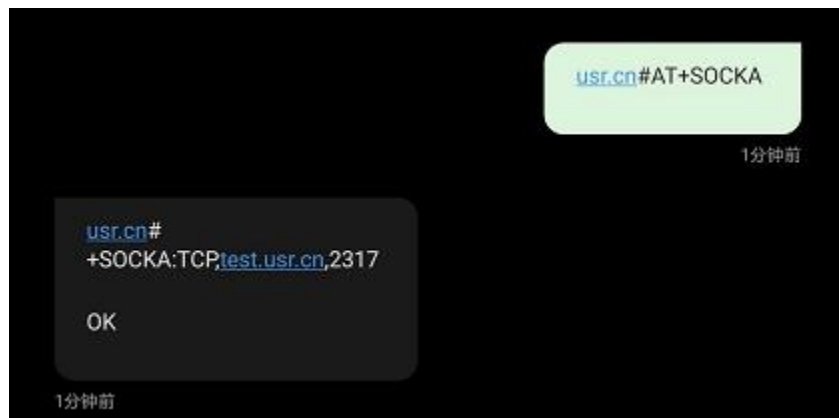 usr.cn#AT+SOCKA
1分钟前
usr.cn#
+SOCKA:TCP,test.usr.cn,2317
OK
1分钟前